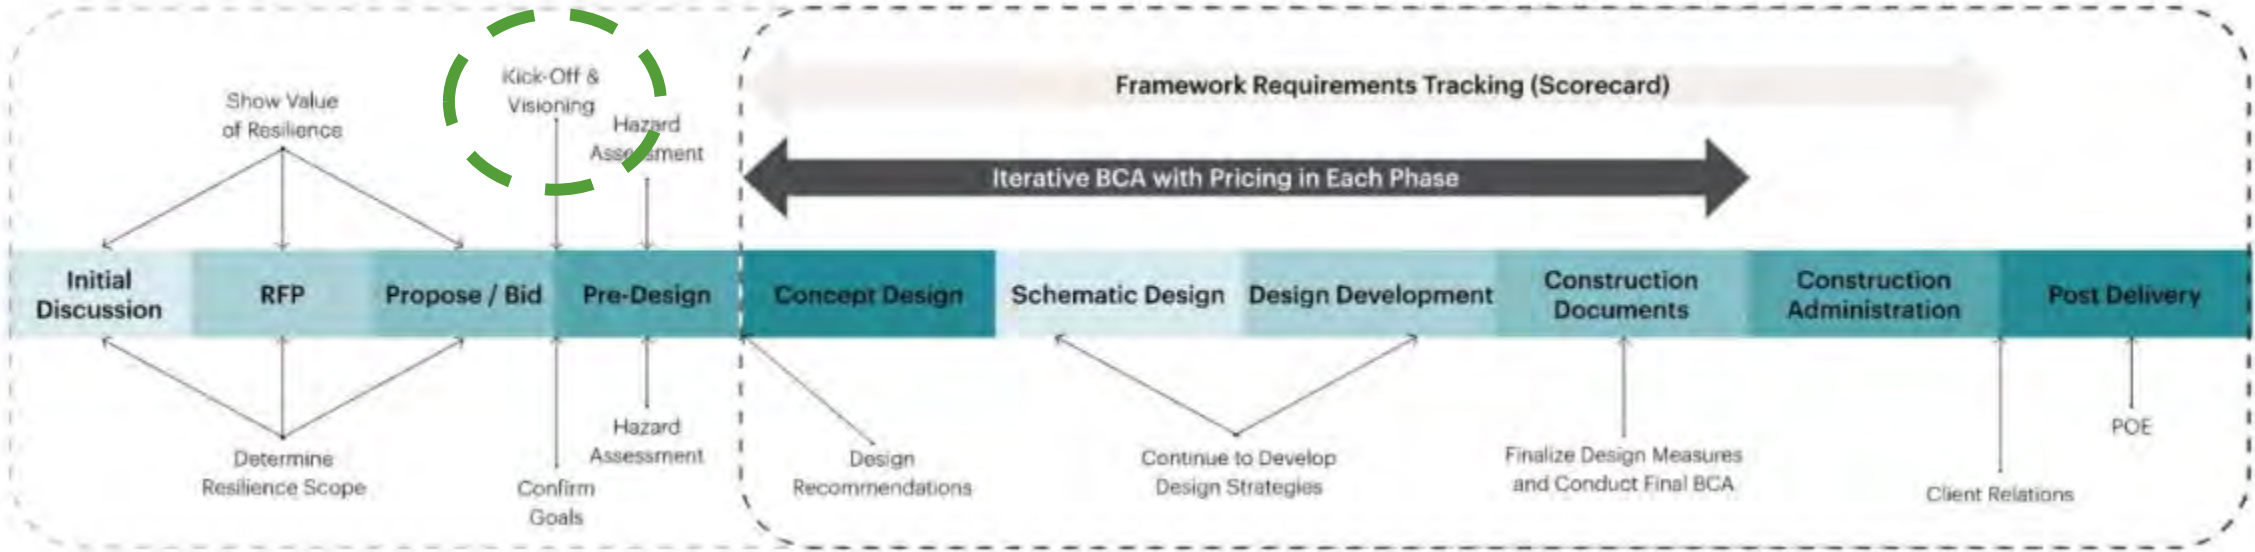 Kick-Off &
Visioning
Show Value
of Resilience
Hazard
Assessment
Framework Requirements Tracking (Scorecard)
Iterative BCA with Pricing in Each Phase
Initial
Discussion
RFP
Propose / Bid
Pre-Design
Concept Design
Schematic Design
Design Development
Construction
Documents
Construction
Administration
Post Delivery
Determine
Resilience Scope
Confirm
Goals
Hazard
Assessment
Design
Recommendations
Continue to Develop
Design Strategies
Finalize Design Measures
and Conduct Final BCA
Client Relations
POE